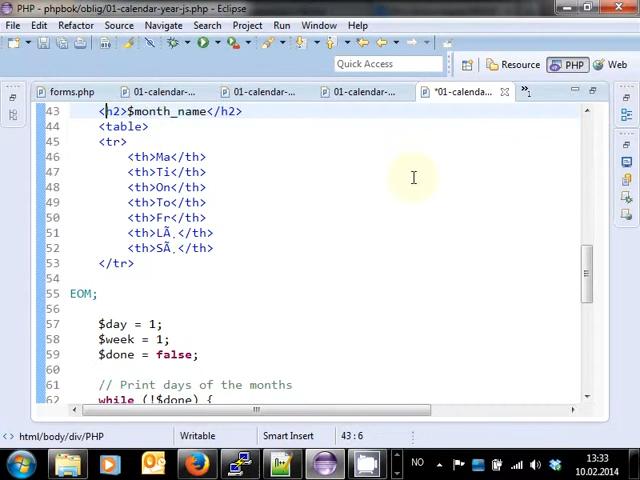 PHP - phpbok/oblig/01-calendar-year-js.php - Eclipse
File Edit Refactor Source Navigate Search Project Run Window Help
Quick Access
Resource
PHP
Web
forms.php
01-calendar-...
01-calendar-...
01-calendar-...
*01-calenda...
»1
43 <h2>$month_name</h2>
44 <table>
45 <tr>
46 <th>Ma</th>
47 <th>Ti</th>
48 <th>On</th>
49 <th>To</th>
50 <th>Fr</th>
51 <th>LÃ¸</th>
52 <th>SÃ¸</th>
53 </tr>
54
55 EOM;
56
57 $day = 1;
58 $week = 1;
59 $done = false;
60
61 // Print days of the months
62 while (!$done) {
html/body/div/PHP
Writable
Smart Insert
43 : 6
NO
13:33
10.02.2014